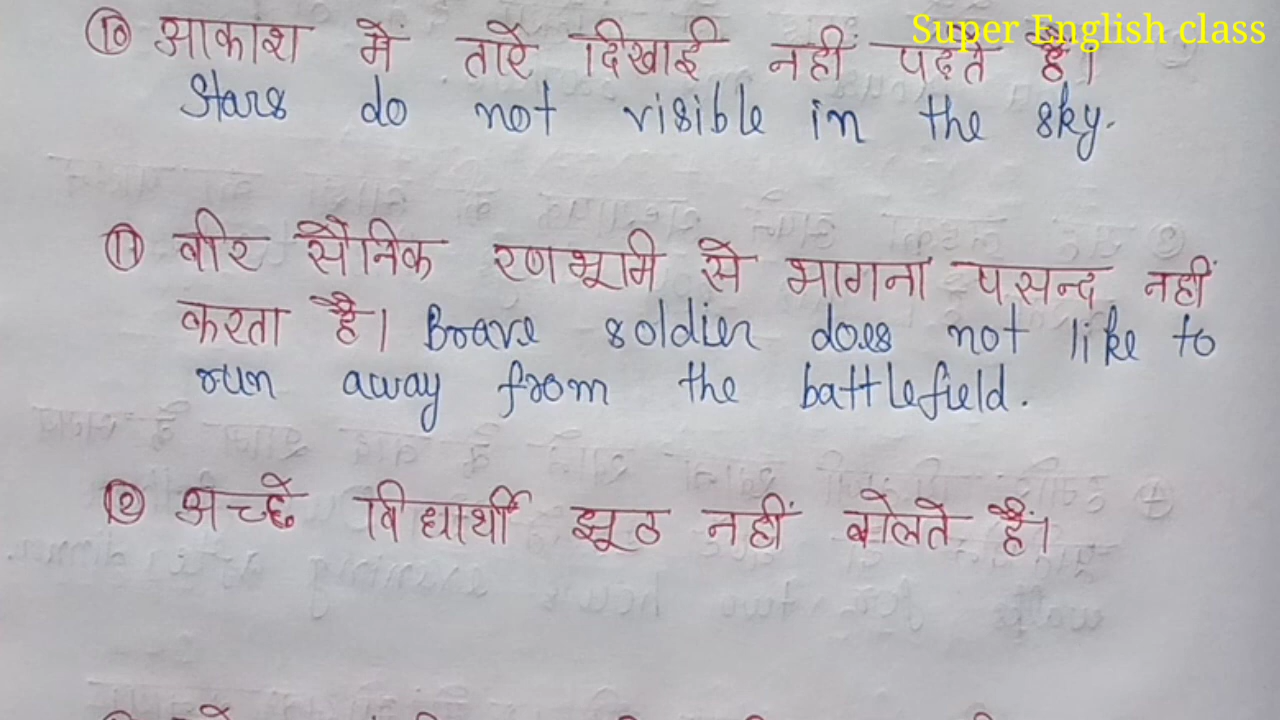 Super English class
⑩ आकाश में तारे दिखाई नहीं पड़ते हैं।
Stars do not visible in the sky.
⑪ वीर सैनिक रणभूमि से भागना पसन्द नहीं
करता है। Brave soldier does not like to
run away from the battlefield.
⑫ अच्छे विद्यार्थी झूठ नहीं बोलते हैं।